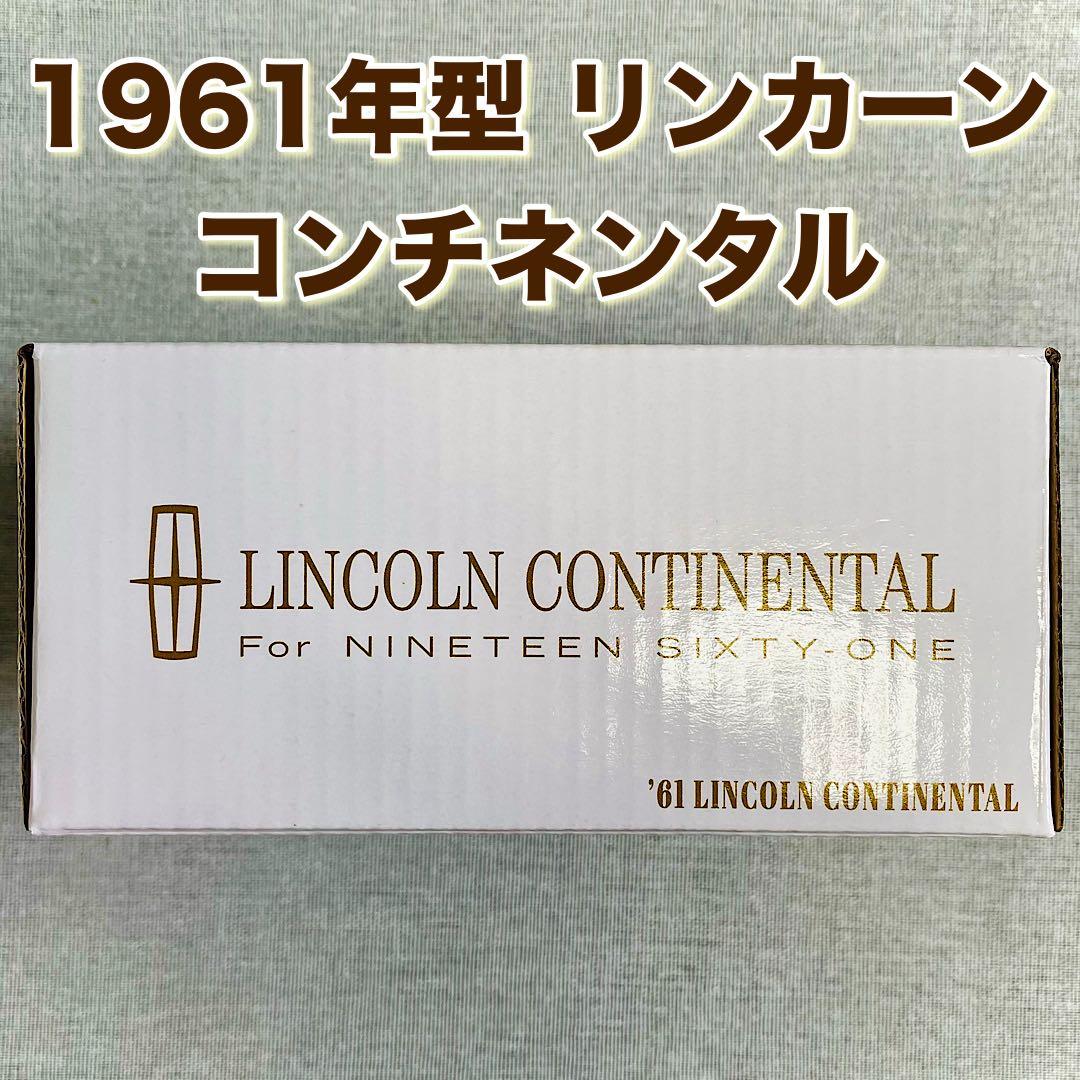 1961年型 リンカーン
コンチネンタル
LINCOLN CONTINENTAL
For NINETEEN SIXTY-ONE
’61 LINCOLN CONTINENTAL